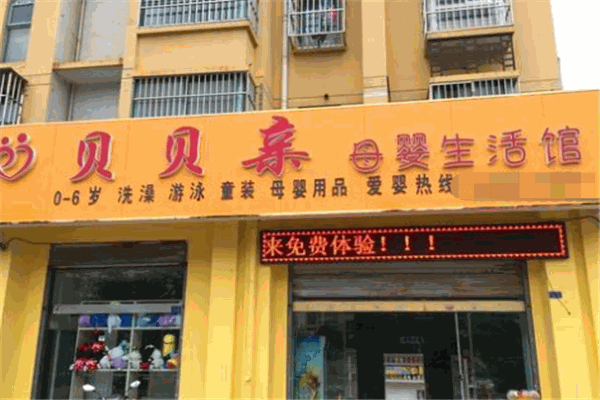 贝贝亲 母婴生活馆
0-6岁 洗澡 游泳 童装 母婴用品 爱婴热线
来免费体验！！！